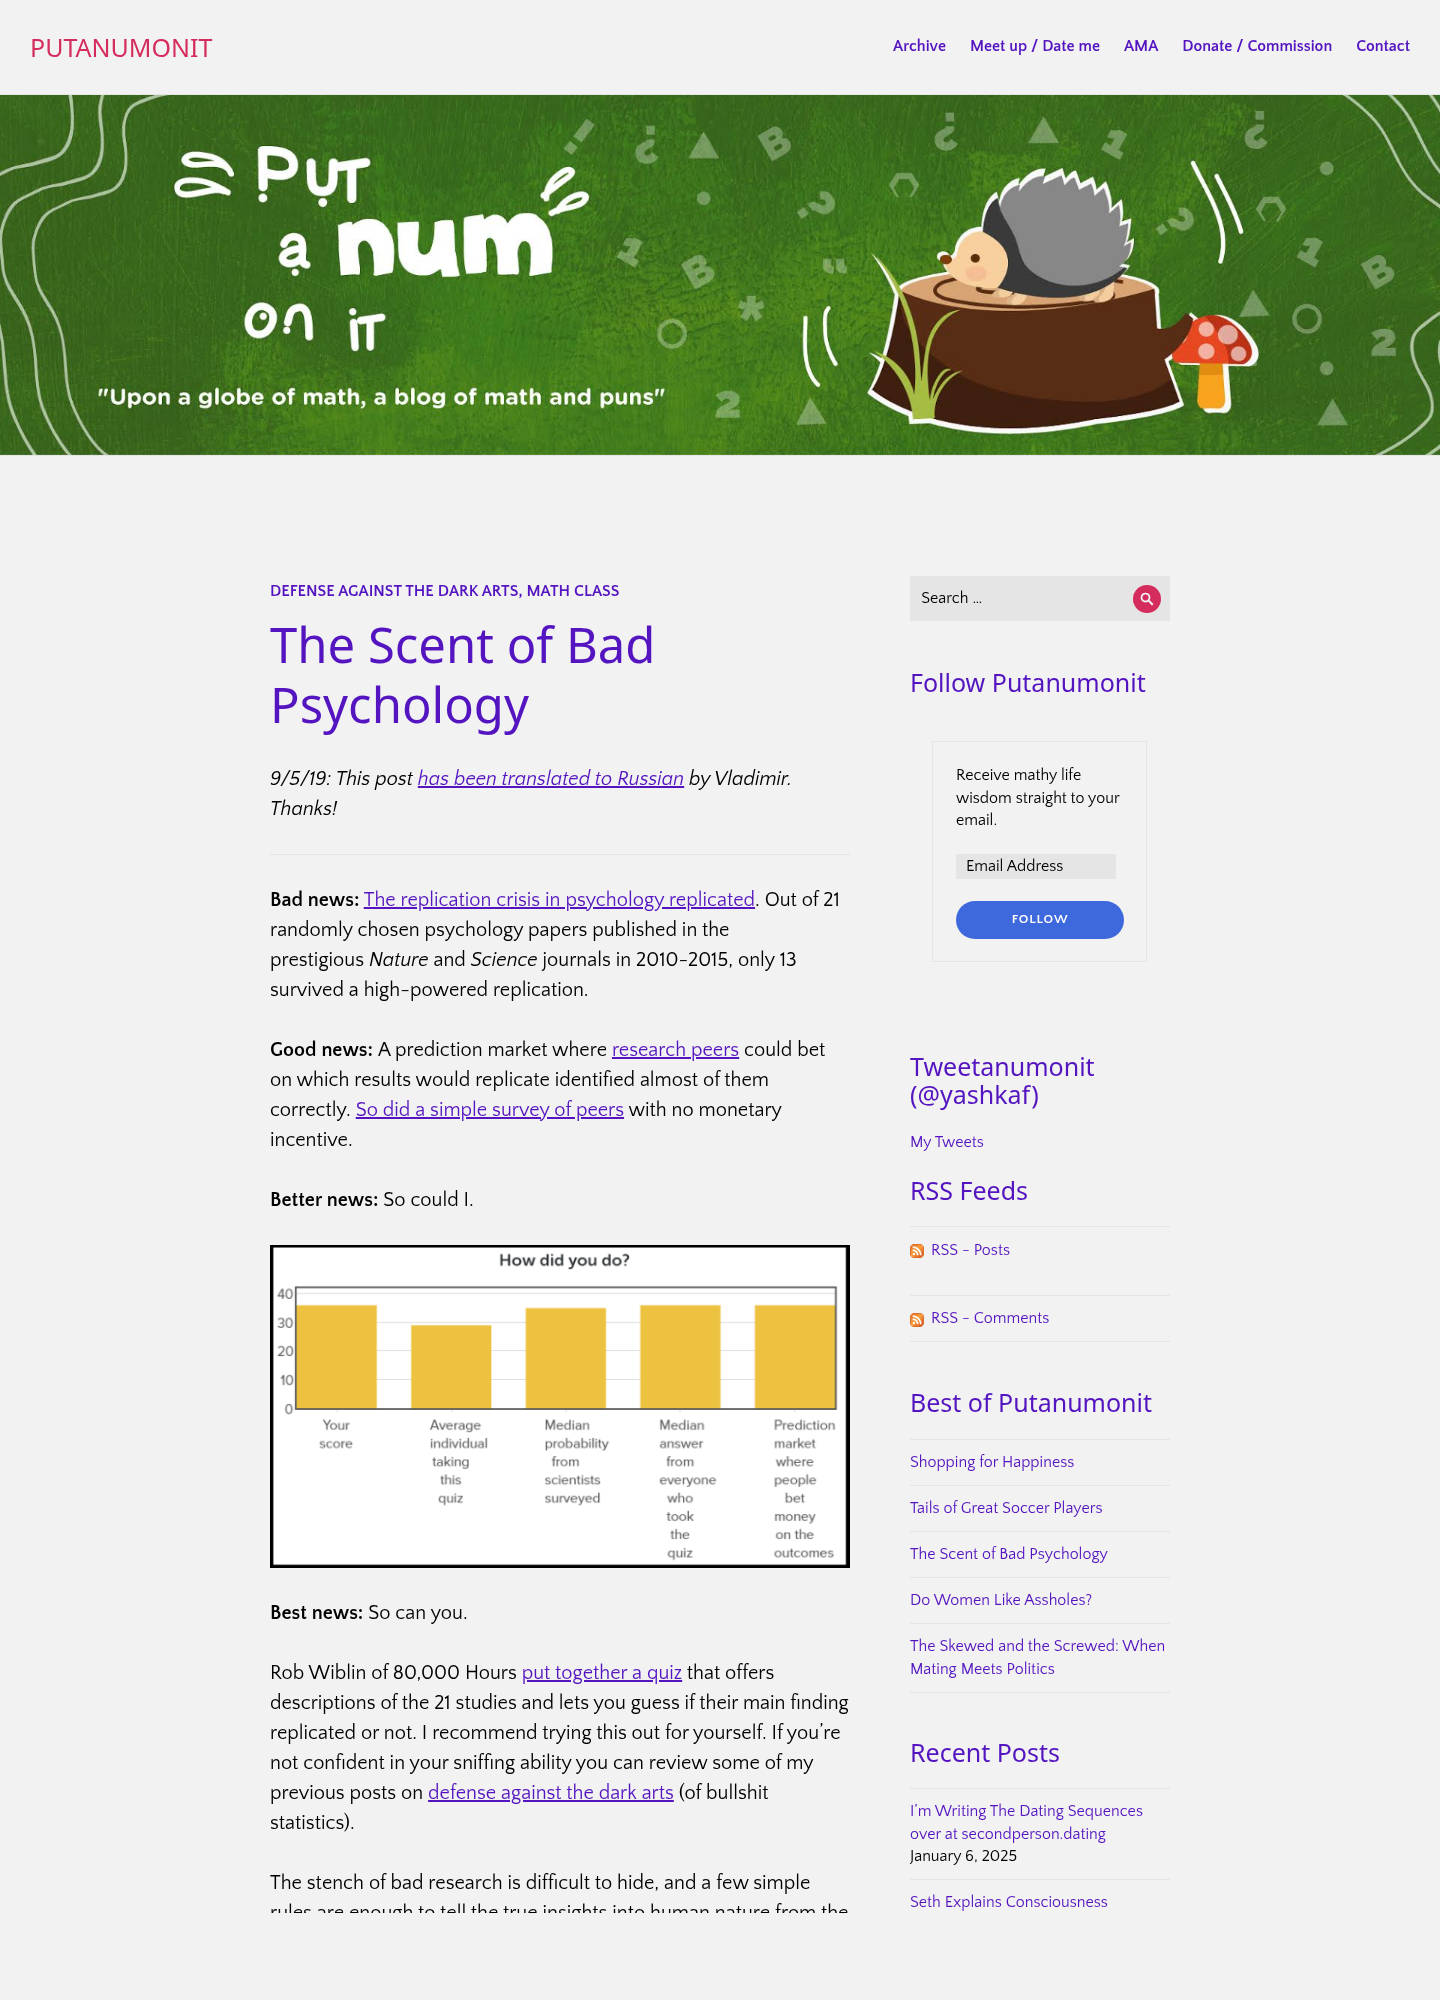 PUTANUMONIT
Archive Meet up / Date me AMA Donate / Commission Contact
Put
a num
on it
"Upon a globe of math, a blog of math and puns"
DEFENSE AGAINST THE DARK ARTS, MATH CLASS
The Scent of Bad
Psychology
9/5/19: This post has been translated to Russian by Vladimir.
Thanks!
Bad news: The replication crisis in psychology replicated. Out of 21
randomly chosen psychology papers published in the
prestigious Nature and Science journals in 2010-2015, only 13
survived a high-powered replication.
Good news: A prediction market where research peers could bet
on which results would replicate identified almost of them
correctly. So did a simple survey of peers with no monetary
incentive.
Better news: So could I.
How did you do?
40
30
20
10
0
Your
score
Average
individual
taking
this
quiz
Median
probability
from
scientists
surveyed
Median
answer
from
everyone
who
took
the
quiz
Prediction
market
where
people
bet
money
on the
outcomes
Best news: So can you.
Rob Wiblin of 80,000 Hours put together a quiz that offers
descriptions of the 21 studies and lets you guess if their main finding
replicated or not. I recommend trying this out for yourself. If you’re
not confident in your sniffing ability you can review some of my
previous posts on defense against the dark arts (of bullshit
statistics).
The stench of bad research is difficult to hide, and a few simple
rules are enough to tell the true insights into human nature from the
Search …
Follow Putanumonit
Receive mathy life
wisdom straight to your
email.
Email Address
FOLLOW
Tweetanumonit
(@yashkaf)
My Tweets
RSS Feeds
RSS - Posts
RSS - Comments
Best of Putanumonit
Shopping for Happiness
Tails of Great Soccer Players
The Scent of Bad Psychology
Do Women Like Assholes?
The Skewed and the Screwed: When
Mating Meets Politics
Recent Posts
I’m Writing The Dating Sequences
over at secondperson.dating
January 6, 2025
Seth Explains Consciousness